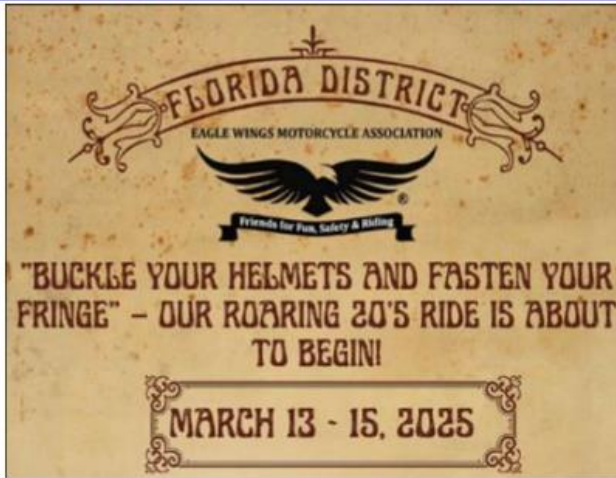 FLORIDA DISTRICT
EAGLE WINGS MOTORCYCLE ASSOCIATION
®
Friends for Fun, Safety & Riding
"BUCKLE YOUR HELMETS AND FASTEN YOUR
FRINGE" – OUR ROARING 20'S RIDE IS ABOUT
TO BEGIN!
MARCH 13 - 15, 2025